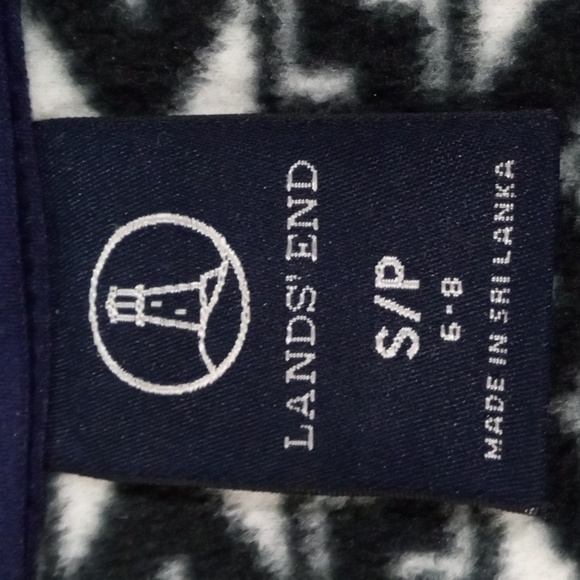 LANDS' END
S/P
6-8
MADE IN SRI LANKA